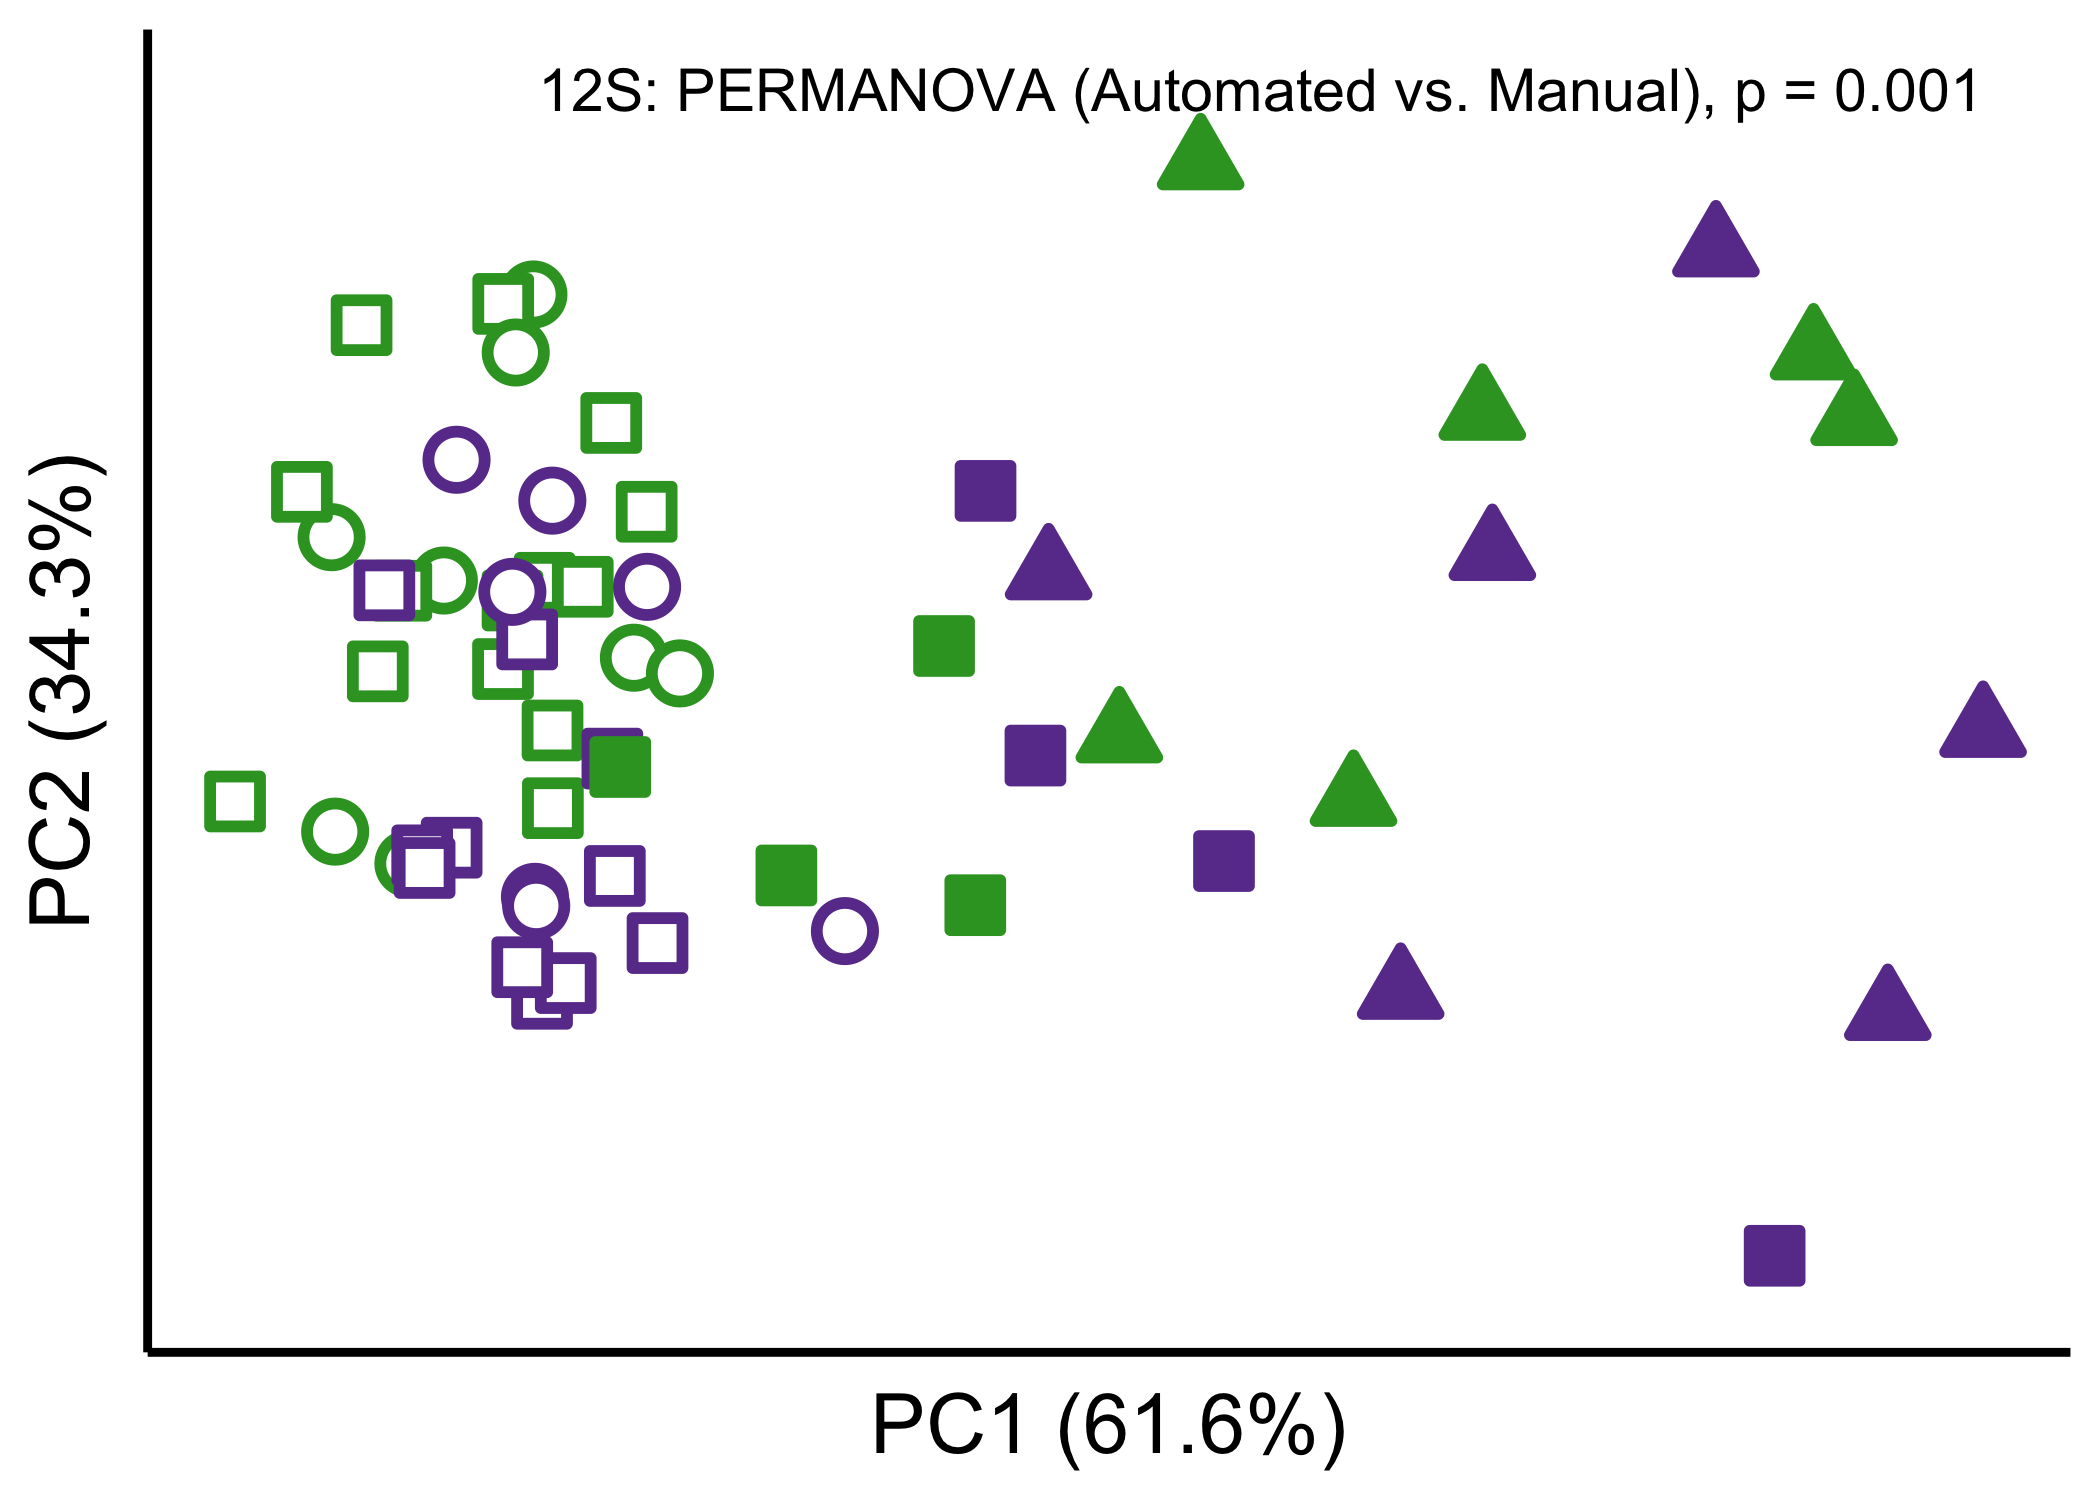 12S: PERMANOVA (Automated vs. Manual), p = 0.001
PC2 (34.3%)
PC1 (61.6%)